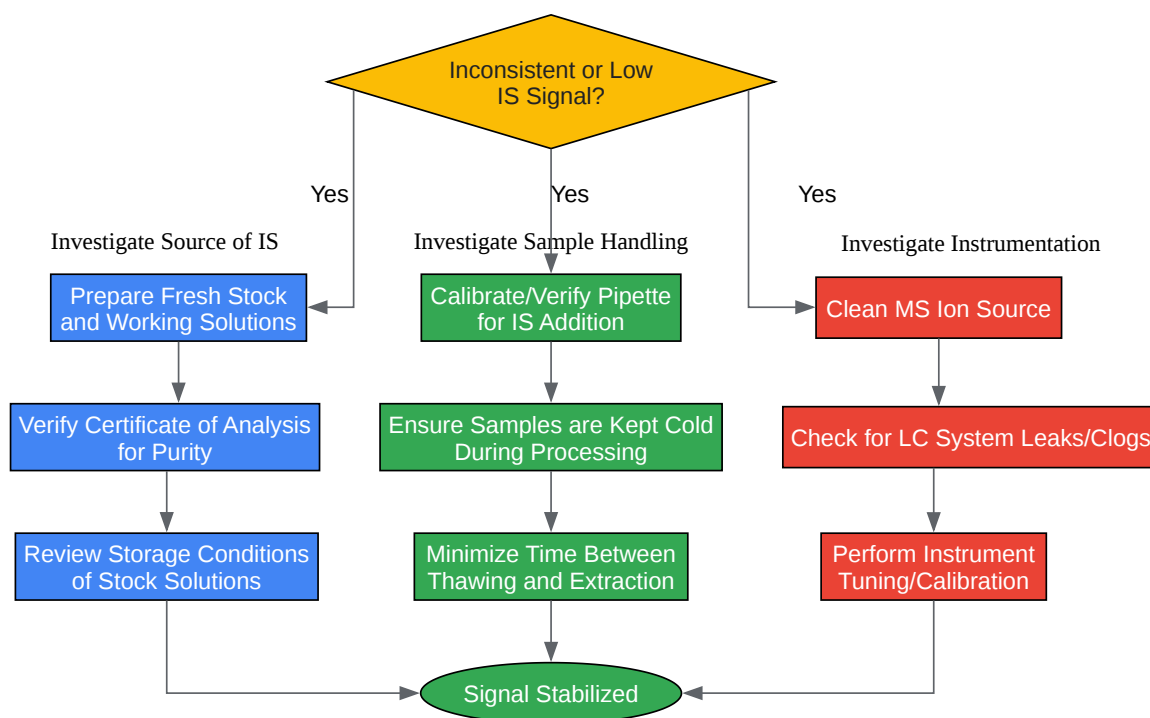 Inconsistent or Low
IS Signal?
Yes
Yes
Yes
Investigate Source of IS
Investigate Sample Handling
Investigate Instrumentation
Prepare Fresh Stock
and Working Solutions
Calibrate/Verify Pipette
for IS Addition
Clean MS Ion Source
Verify Certificate of Analysis
for Purity
Ensure Samples are Kept Cold
During Processing
Check for LC System Leaks/Clogs
Review Storage Conditions
of Stock Solutions
Minimize Time Between
Thawing and Extraction
Perform Instrument
Tuning/Calibration
Signal Stabilized